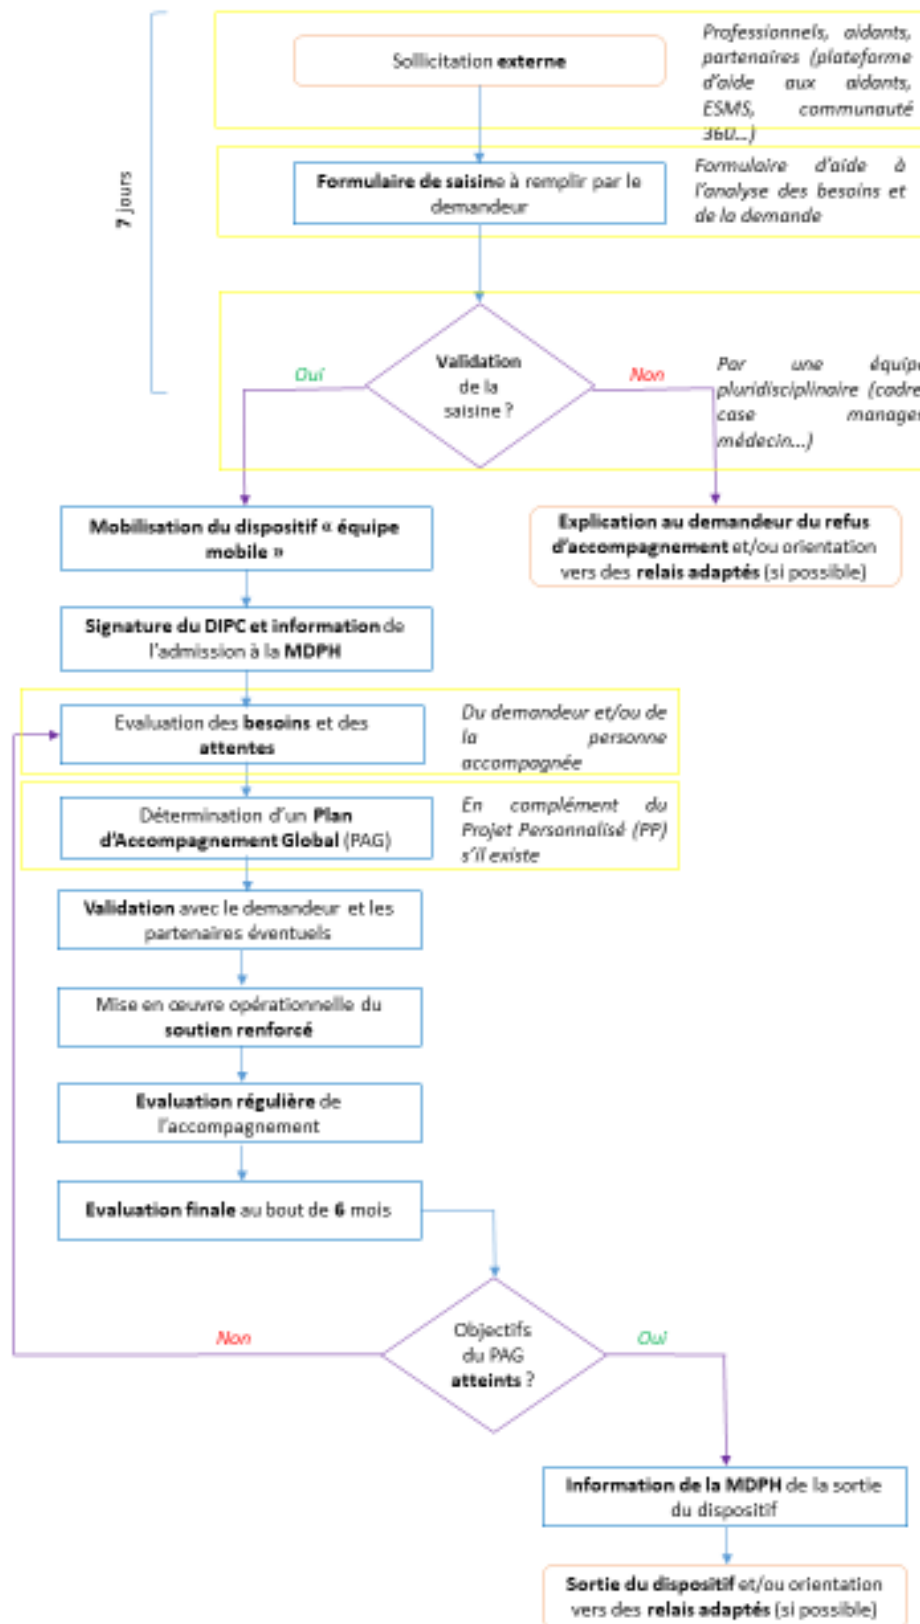 Sollicitation externe
Professionnels, aidants,
partenaires (plateforme
d'aide aux aidants,
ESMS, communauté
360...)
7 jours
Formulaire de saisine à remplir par le
demandeur
Formulaire d'aide à
l'analyse des besoins et
de la demande
Validation
de la
saisine ?
Oui
Non
Par une équipe
pluridisciplinaire (cadre
case manager
médecin...)
Mobilisation du dispositif « équipe
mobile »
Explication au demandeur du refus
d'accompagnement et/ou orientation
vers des relais adaptés (si possible)
Signature du DIPC et information de
l'admission à la MDPH
Evaluation des besoins et des
attentes
Du demandeur et/ou de
la personne
accompagnée
Détermination d'un Plan
d'Accompagnement Global (PAG)
En complément du
Projet Personnalisé (PP)
s'il existe
Validation avec le demandeur et les
partenaires éventuels
Mise en œuvre opérationnelle du
soutien renforcé
Evaluation régulière de
l'accompagnement
Evaluation finale au bout de 6 mois
Objectifs
du PAG
atteints ?
Non
Oui
Information de la MDPH de la sortie
du dispositif
Sortie du dispositif et/ou orientation
vers des relais adaptés (si possible)